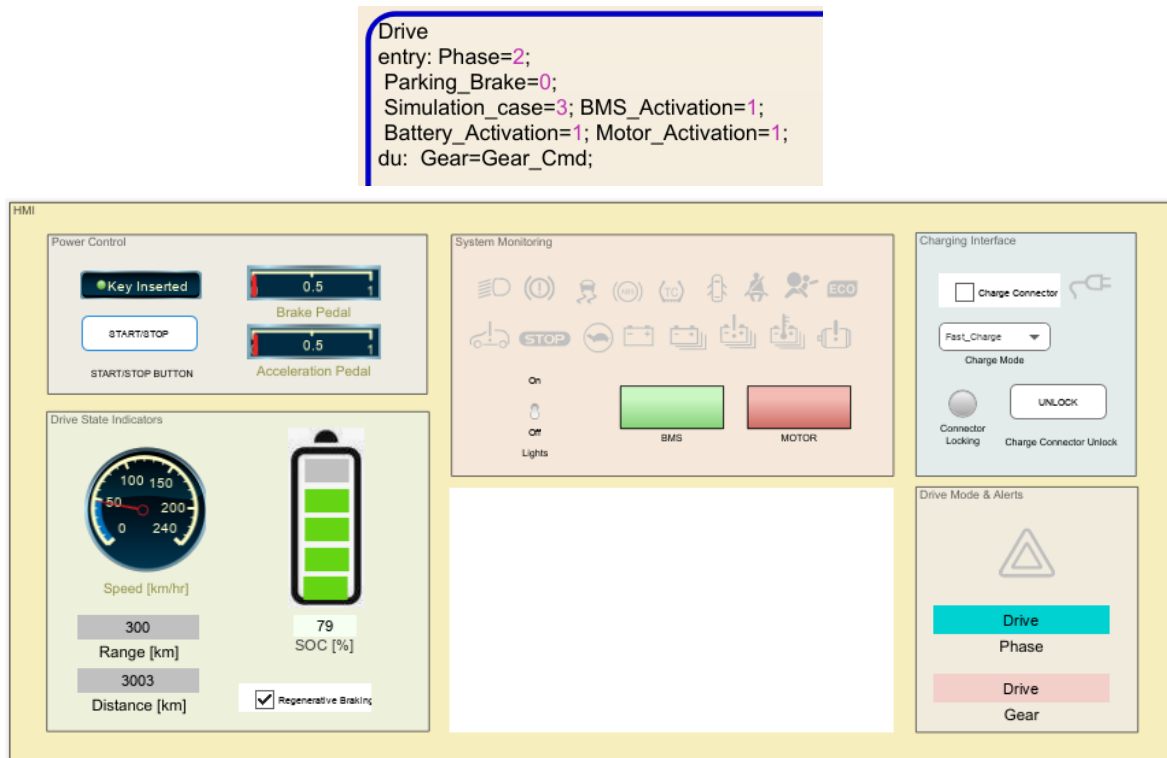 Drive
entry: Phase=2;
Parking_Brake=0;
Simulation_case=3; BMS_Activation=1;
Battery_Activation=1; Motor_Activation=1;
du: Gear=Gear_Cmd;
HMI
Power Control
Key Inserted
START/STOP
START/STOP BUTTON
0.5 1
Brake Pedal
0.5 1
Acceleration Pedal
System Monitoring
ABS
TC
ECO
STOP
On
Off
Lights
BMS
MOTOR
Charging Interface
Charge Connector
Fast_Charge
Charge Mode
UNLOCK
Connector
Locking
Charge Connector Unlock
Drive State Indicators
100 150
50 200
0 240
Speed [km/hr]
300
Range [km]
3003
Distance [km]
79
SOC [%]
Regenerative Braking
Drive Mode & Alerts
Drive
Phase
Drive
Gear